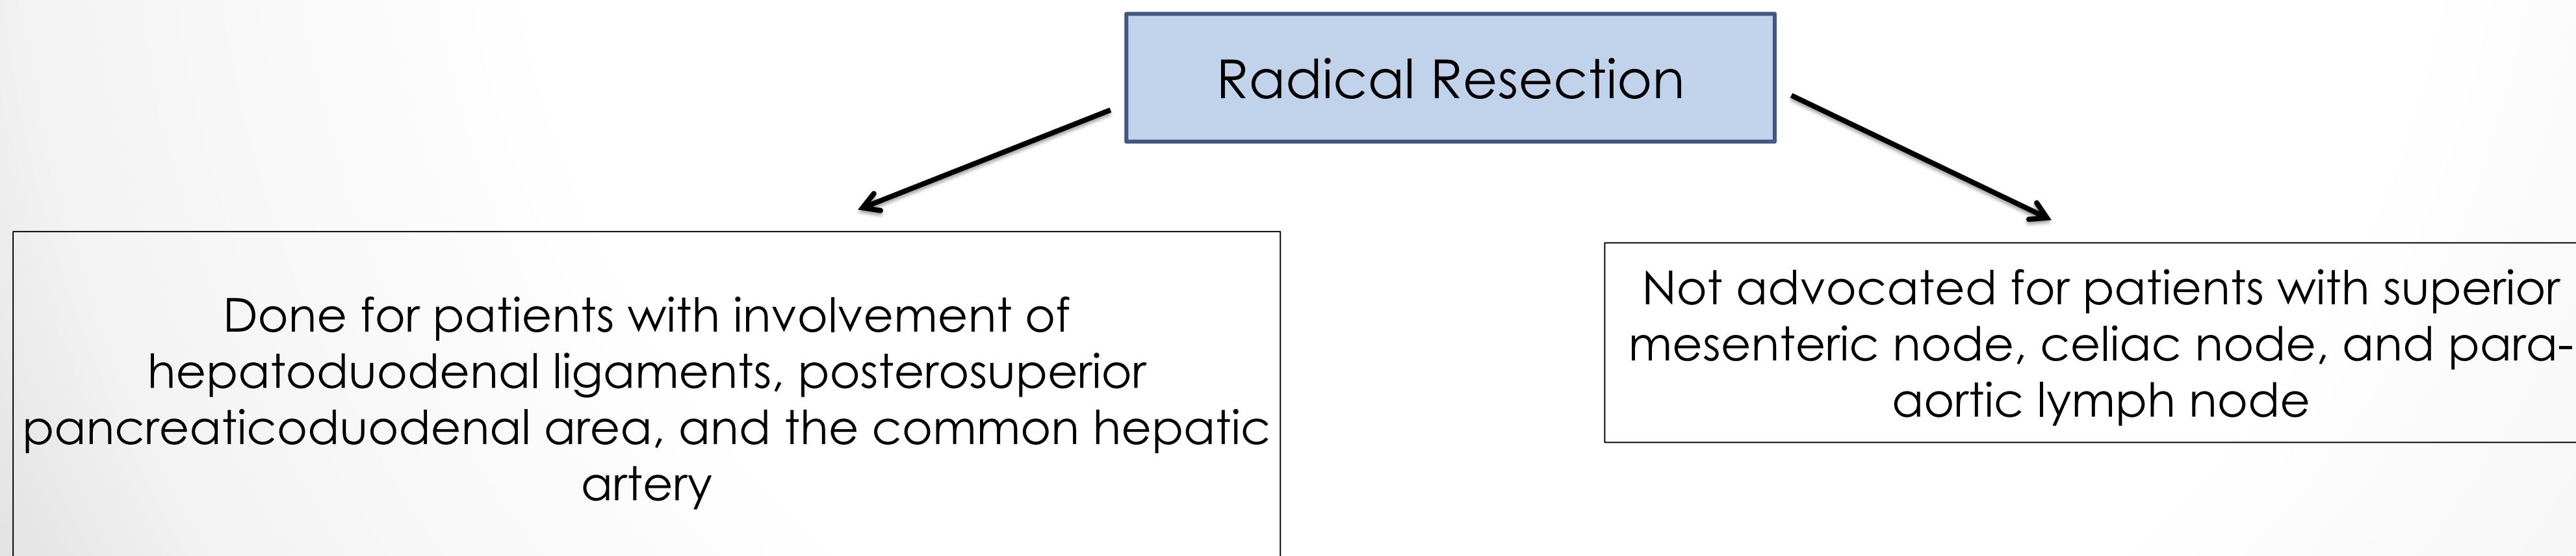 Radical Resection
Done for patients with involvement of
hepatoduodenal ligaments, posterosuperior
pancreaticoduodenal area, and the common hepatic
artery
Not advocated for patients with superior
mesenteric node, celiac node, and para-
aortic lymph node